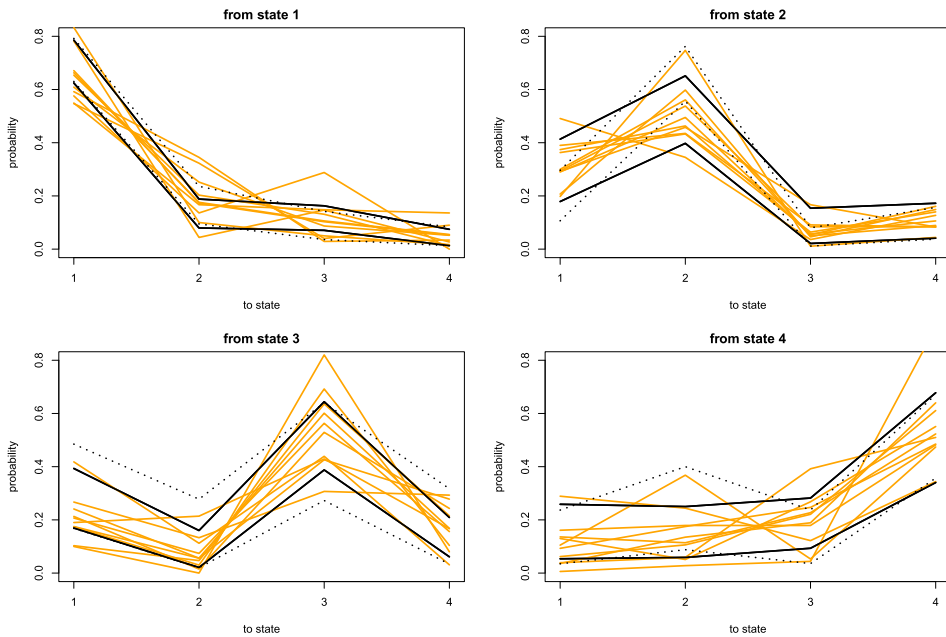 from state 1
probability
0.0 0.2 0.4 0.6 0.8
1 2 3 4
to state
from state 2
probability
0.0 0.2 0.4 0.6 0.8
1 2 3 4
to state
from state 3
probability
0.0 0.2 0.4 0.6 0.8
1 2 3 4
to state
from state 4
probability
0.0 0.2 0.4 0.6 0.8
1 2 3 4
to state